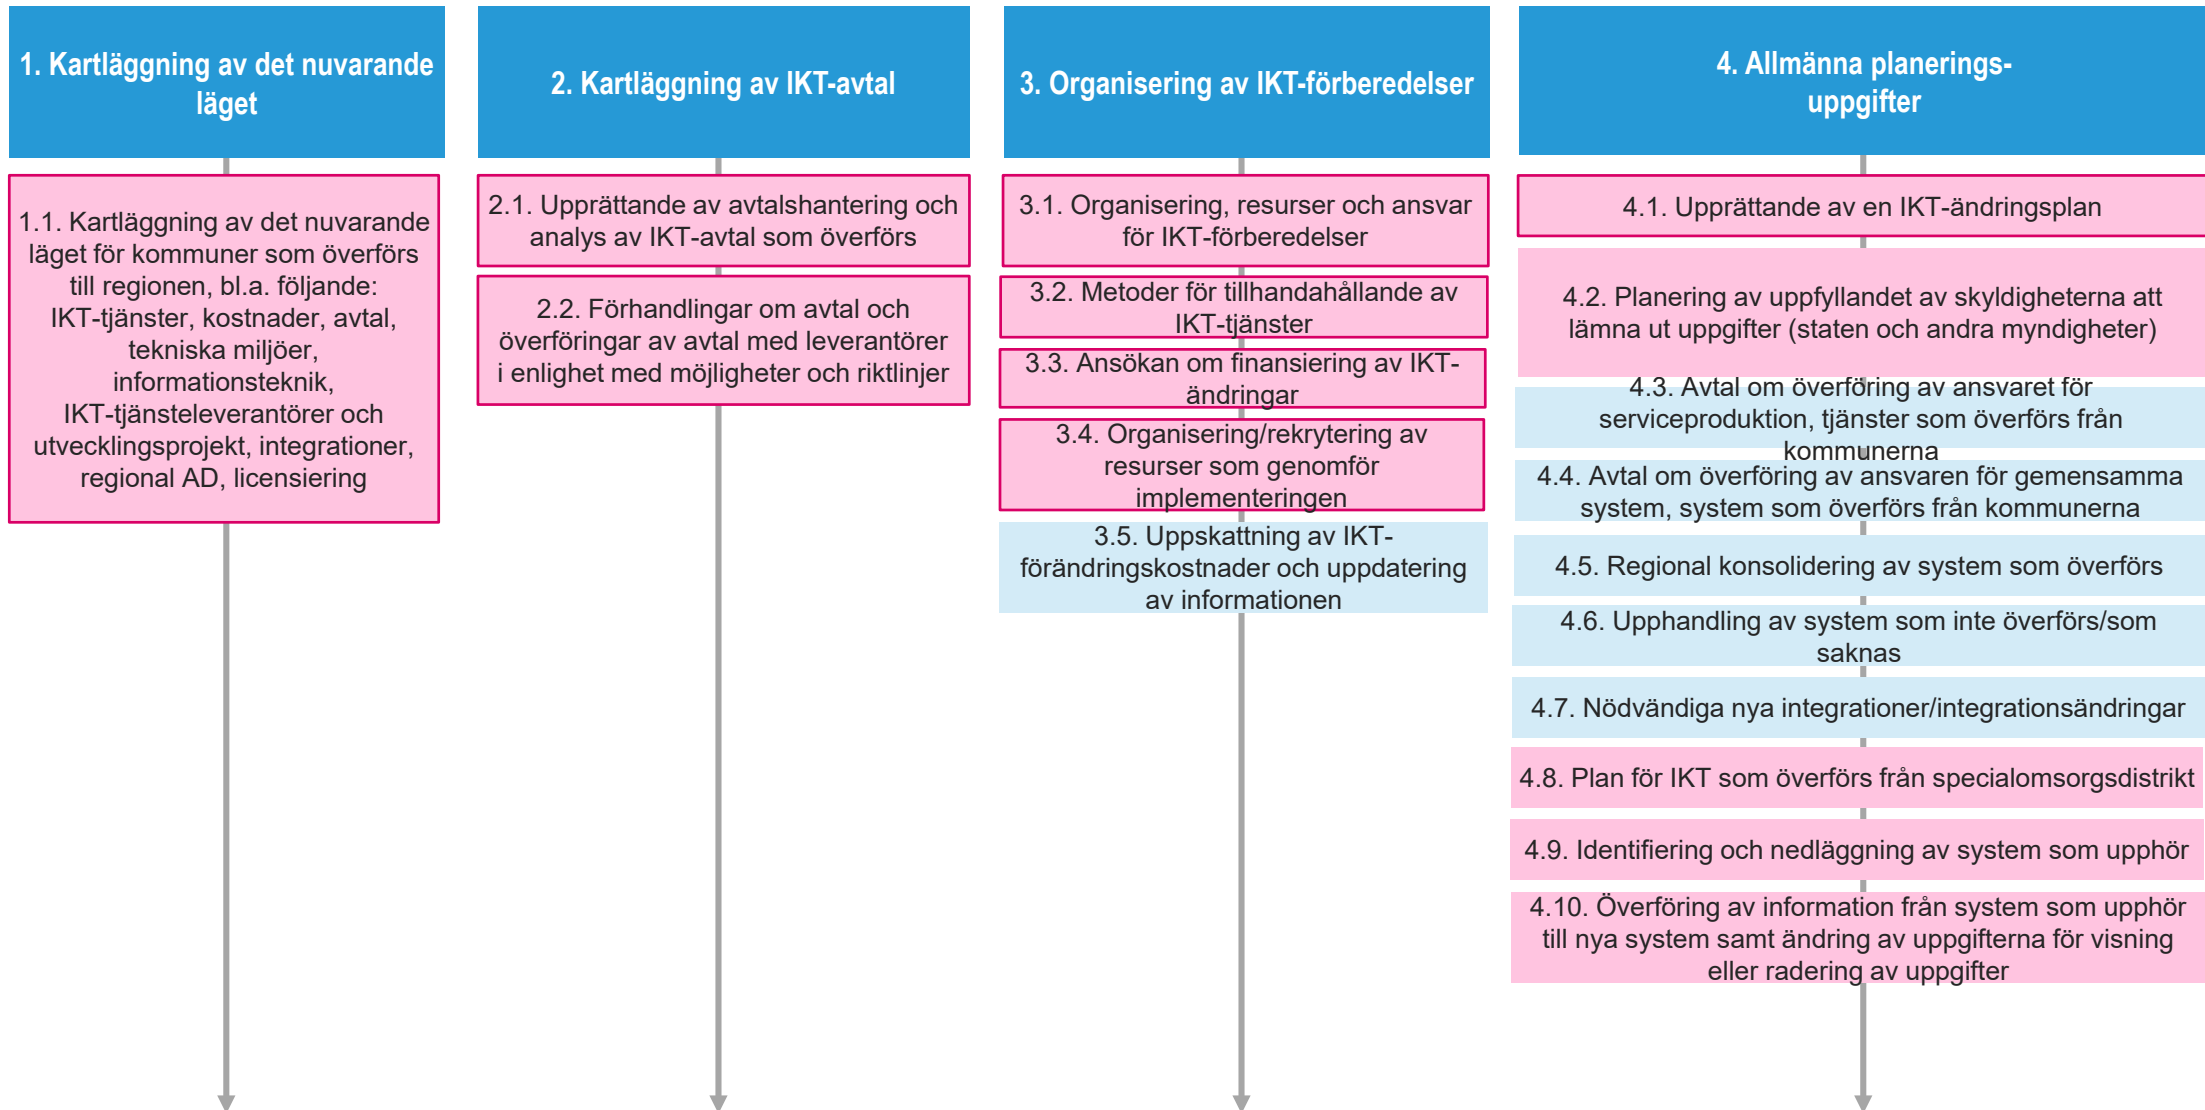 1. Kartläggning av det nuvarande
läget
1.1. Kartläggning av det nuvarande
läget för kommuner som överförs
till regionen, bl.a. följande:
IKT-tjänster, kostnader, avtal,
tekniska miljöer,
informationsteknik,
IKT-tjänsteleverantörer och
utvecklingsprojekt, integrationer,
regional AD, licensiering
2. Kartläggning av IKT-avtal
2.1. Upprättande av avtalshantering och
analys av IKT-avtal som överförs
2.2. Förhandlingar om avtal och
överföringar av avtal med leverantörer
i enlighet med möjligheter och riktlinjer
3. Organisering av IKT-förberedelser
3.1. Organisering, resurser och ansvar
för IKT-förberedelser
3.2. Metoder för tillhandahållande av
IKT-tjänster
3.3. Ansökan om finansiering av IKT-
ändringar
3.4. Organisering/rekrytering av
resurser som genomför
implementeringen
3.5. Uppskattning av IKT-
förändringskostnader och uppdatering
av informationen
4. Allmänna planerings-
uppgifter
4.1. Upprättande av en IKT-ändringsplan
4.2. Planering av uppfyllandet av skyldigheterna att
lämna ut uppgifter (staten och andra myndigheter)
4.3. Avtal om överföring av ansvaret för
serviceproduktion, tjänster som överförs från
kommunerna
4.4. Avtal om överföring av ansvaren för gemensamma
system, system som överförs från kommunerna
4.5. Regional konsolidering av system som överförs
4.6. Upphandling av system som inte överförs/som
saknas
4.7. Nödvändiga nya integrationer/integrationsändringar
4.8. Plan för IKT som överförs från specialomsorgsdistrikt
4.9. Identifiering och nedläggning av system som upphör
4.10. Överföring av information från system som upphör
till nya system samt ändring av uppgifterna för visning
eller radering av uppgifter